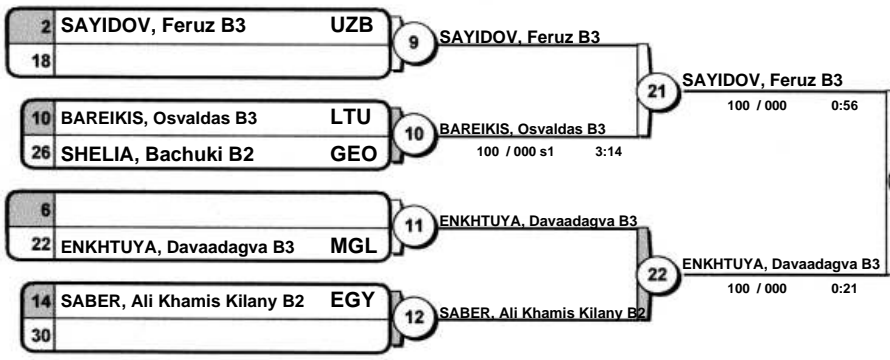 2 SAYIDOV, Feruz B3 UZB
18
9
SAYIDOV, Feruz B3
10 BAREIKIS, Osvaldas B3 LTU
26 SHELIA, Bachuki B2 GEO
10
BAREIKIS, Osvaldas B3
100 / 000 s1 3:14
21
SAYIDOV, Feruz B3
100 / 000 0:56
6
22 ENKHTUYA, Davaadagva B3 MGL
11
ENKHTUYA, Davaadagva B3
14 SABER, Ali Khamis Kilany B2 EGY
30
12
SABER, Ali Khamis Kilany B2
22
ENKHTUYA, Davaadagva B3
100 / 000 0:21